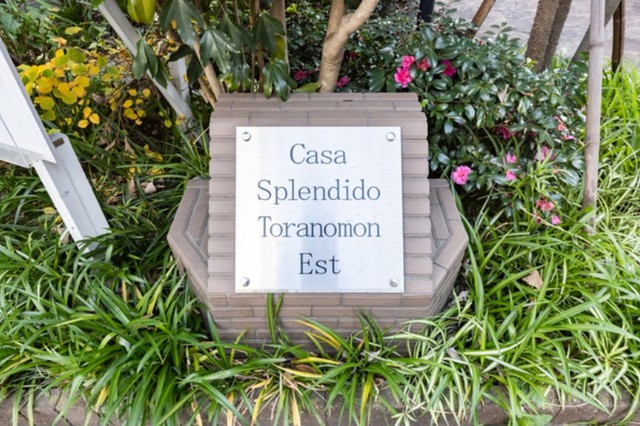 Casa
Splendido
Toranomon
Est